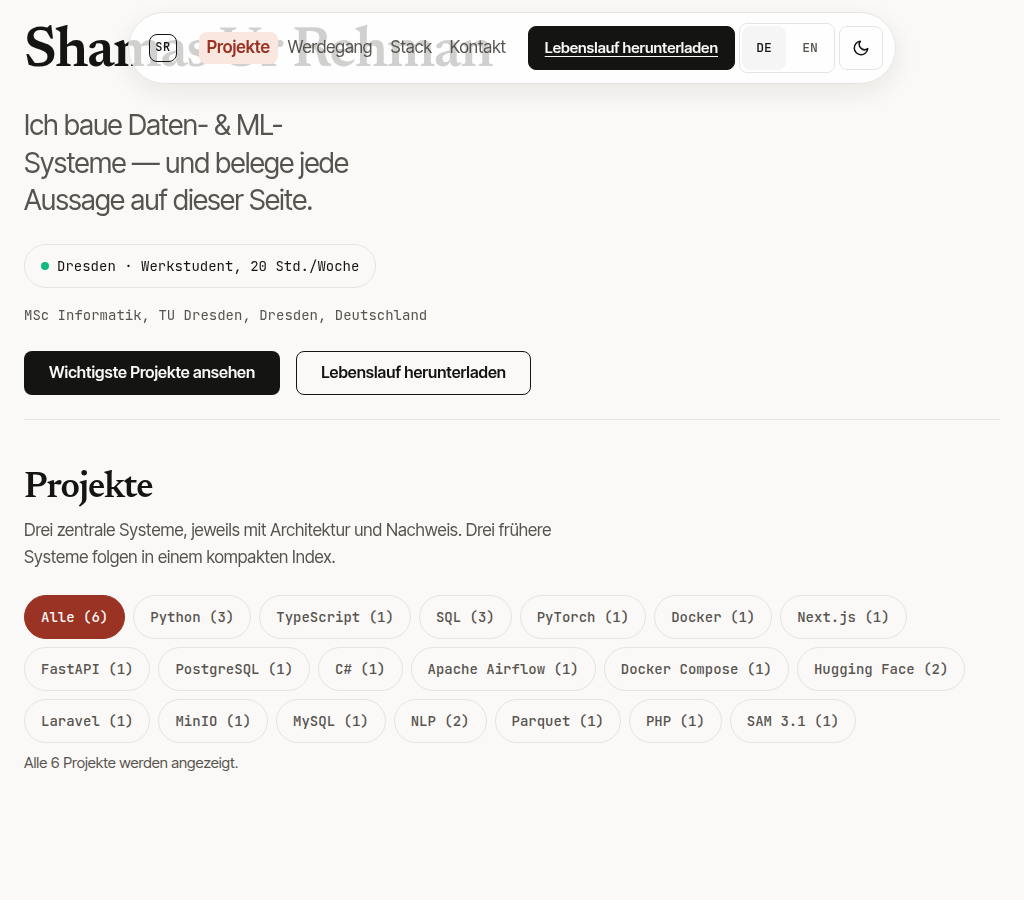 Shamas Ur Rehman
SR Projekte Werdegang Stack Kontakt Lebenslauf herunterladen DE EN
Ich baue Daten- & ML-
Systeme — und belege jede
Aussage auf dieser Seite.
Dresden · Werkstudent, 20 Std./Woche
MSc Informatik, TU Dresden, Dresden, Deutschland
Wichtigste Projekte ansehen Lebenslauf herunterladen
Projekte
Drei zentrale Systeme, jeweils mit Architektur und Nachweis. Drei frühere
Systeme folgen in einem kompakten Index.
Alle (6) Python (3) TypeScript (1) SQL (3) PyTorch (1) Docker (1) Next.js (1)
FastAPI (1) PostgreSQL (1) C# (1) Apache Airflow (1) Docker Compose (1) Hugging Face (2)
Laravel (1) MinIO (1) MySQL (1) NLP (2) Parquet (1) PHP (1) SAM 3.1 (1)
Alle 6 Projekte werden angezeigt.